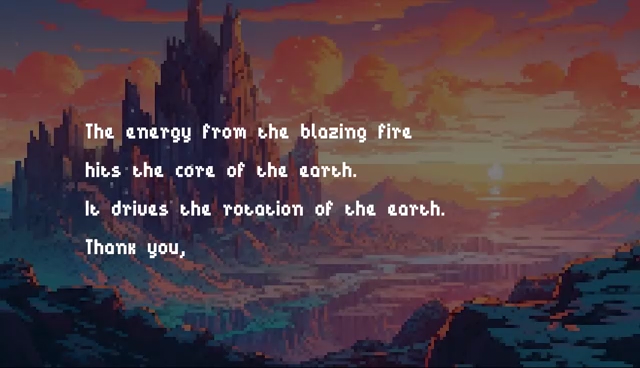 The energy from the blazing fire
hits the core of the earth.
It drives the rotation of the earth.
Thank you,